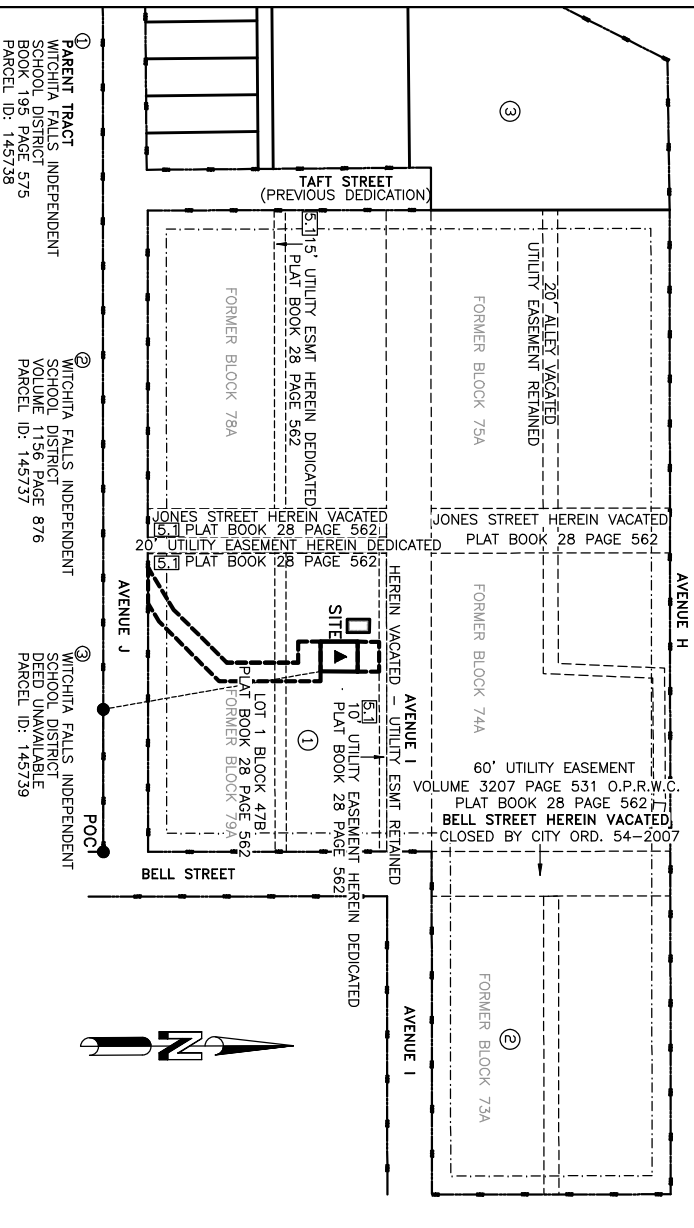 ③
TAFT STREET
(PREVIOUS DEDICATION)
① PARENT TRACT
WITCHITA FALLS INDEPENDENT
SCHOOL DISTRICT
BOOK 195 PAGE 575
PARCEL ID: 145738
② WITCHITA FALLS INDEPENDENT
SCHOOL DISTRICT
VOLUME 1156 PAGE 876
PARCEL ID: 145737
③ WITCHITA FALLS INDEPENDENT
SCHOOL DISTRICT
DEED UNAVAILABLE
PARCEL ID: 145739
20' ALLEY VACATED
UTILITY EASEMENT RETAINED
FORMER BLOCK 75A
5.1 15' UTILITY ESMT HEREIN DEDICATED
PLAT BOOK 28 PAGE 562
FORMER BLOCK 78A
JONES STREET HEREIN VACATED
PLAT BOOK 28 PAGE 562
JONES STREET HEREIN VACATED
5.1 PLAT BOOK 28 PAGE 562
20' UTILITY EASEMENT HEREIN DEDICATED
5.1 PLAT BOOK 28 PAGE 562
AVENUE H
AVENUE J
FORMER BLOCK 74A
AVENUE I
HEREIN VACATED - UTILITY ESMT RETAINED
SITE
5.1
10' UTILITY EASEMENT HEREIN DEDICATED
PLAT BOOK 28 PAGE 562
①
LOT 1 BLOCK 47B
PLAT BOOK 28 PAGE 562
FORMER BLOCK 79A
60' UTILITY EASEMENT
VOLUME 3207 PAGE 531 O.P.R.W.C.
PLAT BOOK 28 PAGE 562
BELL STREET HEREIN VACATED
CLOSED BY CITY ORD. 54-2007
POC
BELL STREET
AVENUE I
FORMER BLOCK 73A
②
N